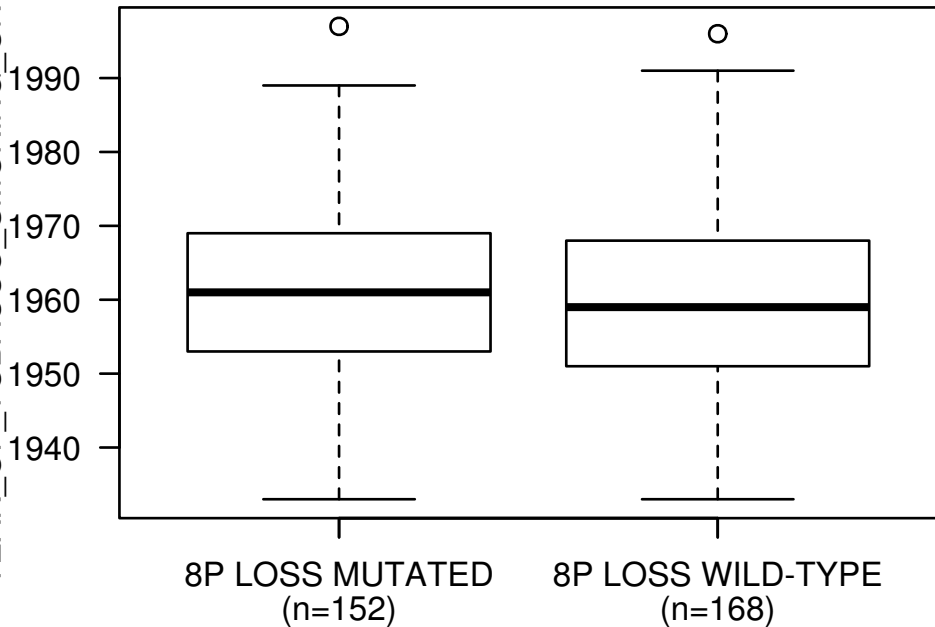 1990
1980
1970
1960
1950
1940
8P LOSS MUTATED
(n=152)
8P LOSS WILD-TYPE
(n=168)